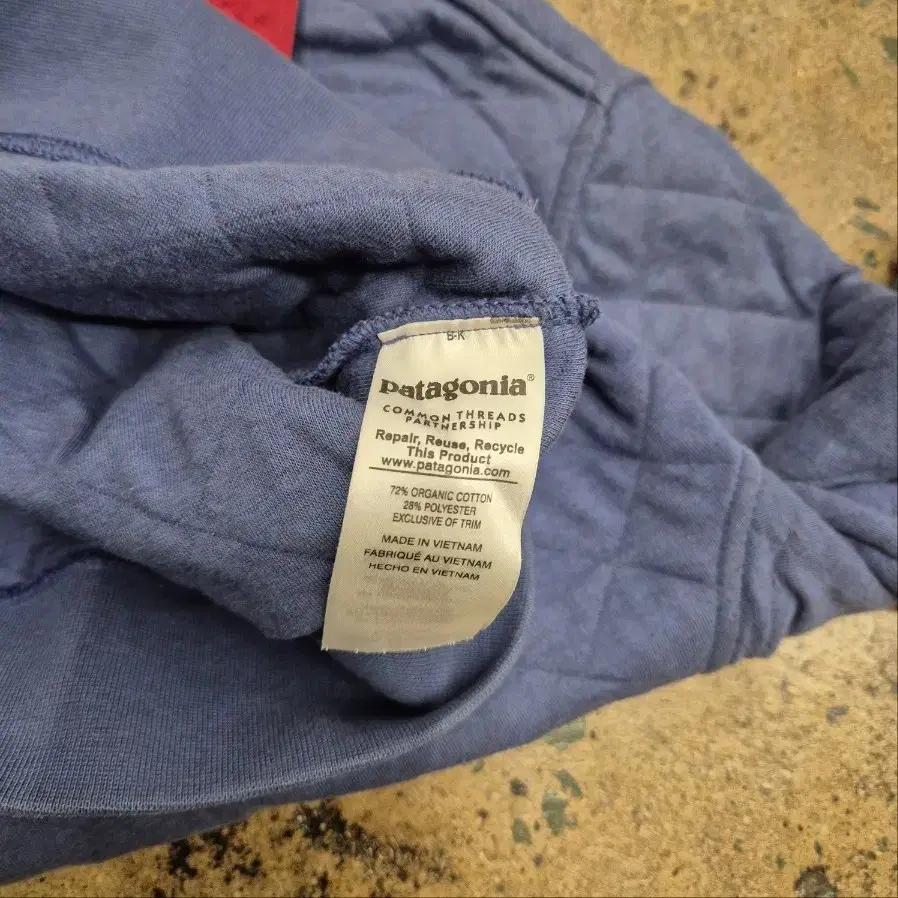 B-K
patagonia®
COMMON THREADS
PARTNERSHIP
Repair, Reuse, Recycle
This Product
www.patagonia.com
72% ORGANIC COTTON
28% POLYESTER
EXCLUSIVE OF TRIM
MADE IN VIETNAM
FABRIQUÉ AU VIETNAM
HECHO EN VIETNAM